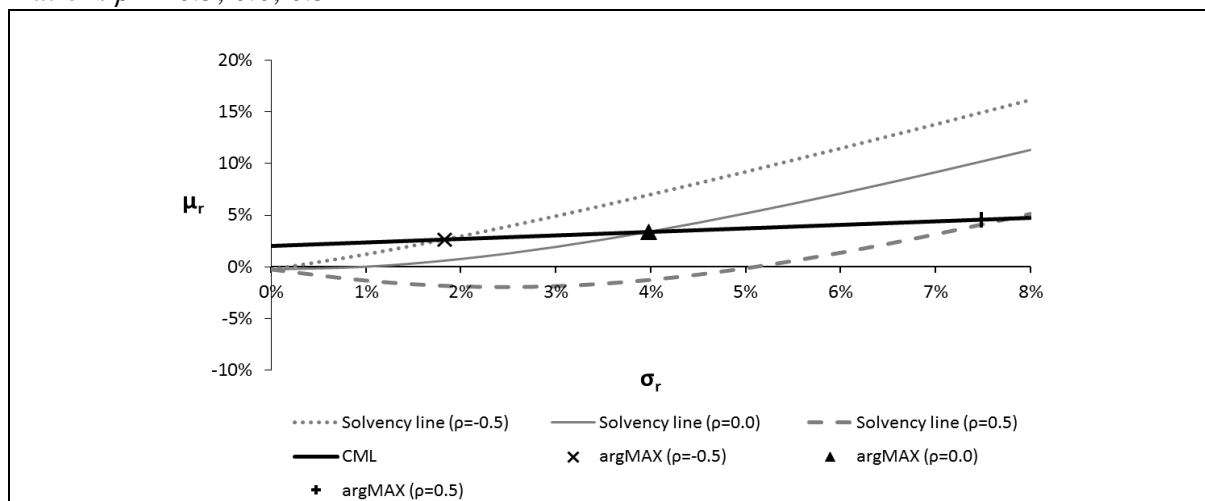 20%
15%
10%
5%
0%
-5%
-10%
μr
0% 1% 2% 3% 4% 5% 6% 7% 8%
σr
Solvency line (ρ=-0.5) Solvency line (ρ=0.0) Solvency line (ρ=0.5)
CML argMAX (ρ=-0.5) argMAX (ρ=0.0)
argMAX (ρ=0.5)